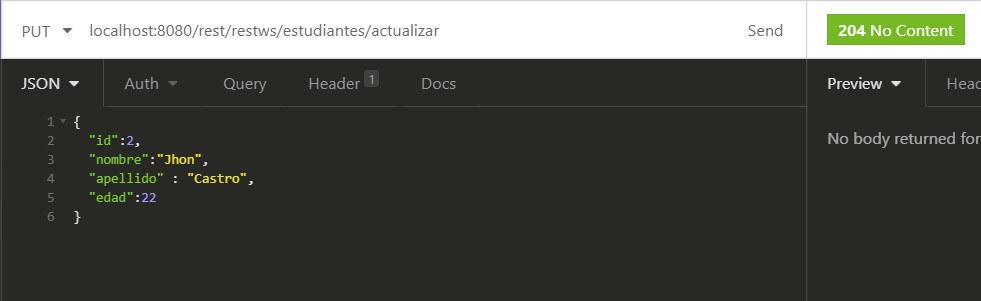 PUT localhost:8080/rest/restws/estudiantes/actualizar Send 204 No Content
JSON Auth Query Header 1 Docs Preview Head
1 {
2 "id":2,
3 "nombre":"Jhon",
4 "apellido" : "Castro",
5 "edad":22
6 }
No body returned for